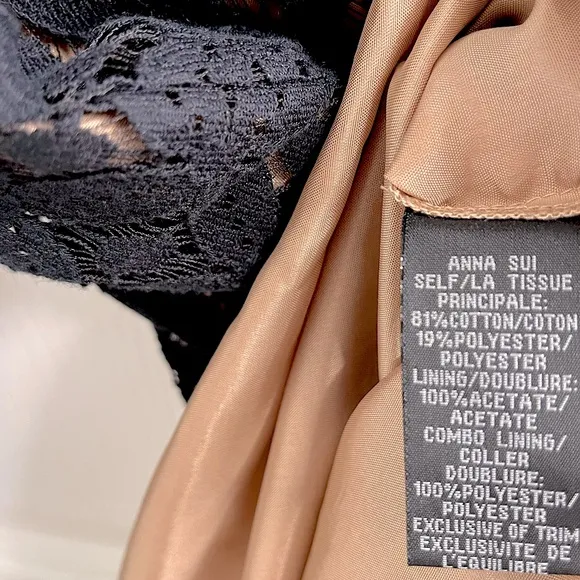 ANNA SUI
SELF/LA TISSUE
PRINCIPALE:
81%COTTON/COTON
19%POLYESTER/
POLYESTER
LINING/DOUBLURE:
100%ACETATE/
ACETATE
COMBO LINING/
COLLER
DOUBLURE:
100%POLYESTER/
POLYESTER
EXCLUSIVE OF TRIM
EXCLUSIVITE DE
L'EQUILIBRE